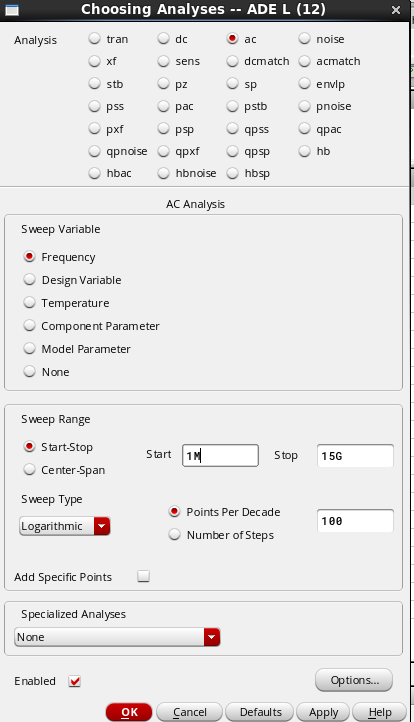 Choosing Analyses -- ADE L (12)
Analysis tran dc ac noise
xf sens dcmatch acmatch
stb pz sp envlp
pss pac pstb pnoise
pxf psp qpss qpac
qpnoise qpxf qpsp hb
hbac hbnoise hbsp
AC Analysis
Sweep Variable
Frequency
Design Variable
Temperature
Component Parameter
Model Parameter
None
Sweep Range
Start-Stop Start 1M Stop 15G
Center-Span
Sweep Type
Logarithmic Points Per Decade 100
Number of Steps
Add Specific Points
Specialized Analyses
None
Enabled Options...
OK Cancel Defaults Apply Help